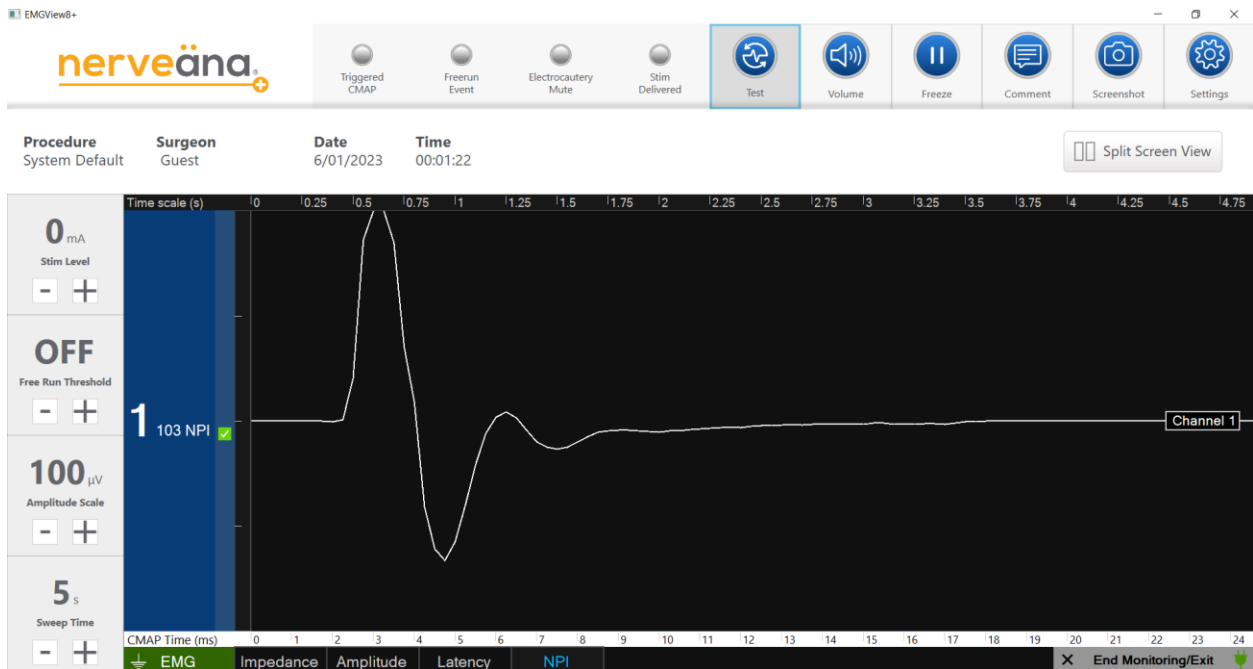 EMGView8+
nerveäna
Triggered CMAP
Freerun Event
Electrocautery Mute
Stim Delivered
Test
Volume
Freeze
Comment
Screenshot
Settings
Procedure Surgeon Date Time
System Default Guest 6/01/2023 00:01:22
Split Screen View
Time scale (s) 0 0.25 0.5 0.75 1 1.25 1.5 1.75 2 2.25 2.5 2.75 3 3.25 3.5 3.75 4 4.25 4.5 4.75
0 mA
Stim Level
- +
OFF
Free Run Threshold
- +
100 µV
Amplitude Scale
- +
5 s
Sweep Time
- +
1 103 NPI
Channel 1
CMAP Time (ms) 0 1 2 3 4 5 6 7 8 9 10 11 12 13 14 15 16 17 18 19 20 21 22 23 24
EMG Impedance Amplitude Latency NPI X End Monitoring/Exit